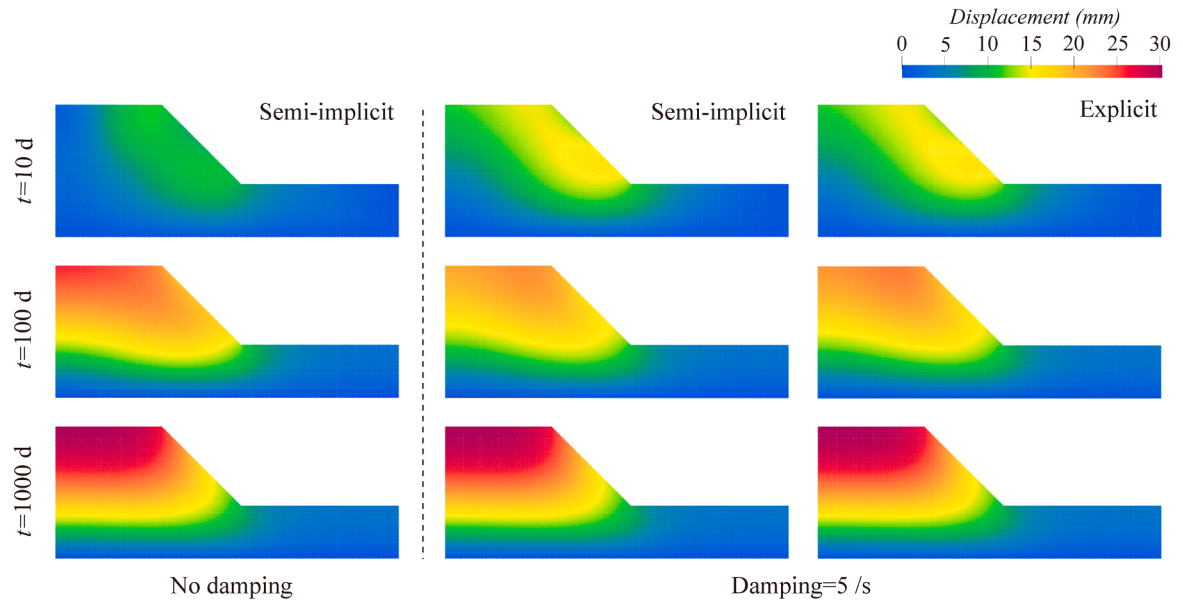 Displacement (mm)
0 5 10 15 20 25 30
Semi-implicit
Semi-implicit
Explicit
t=10 d
t=100 d
t=1000 d
No damping
Damping=5 /s